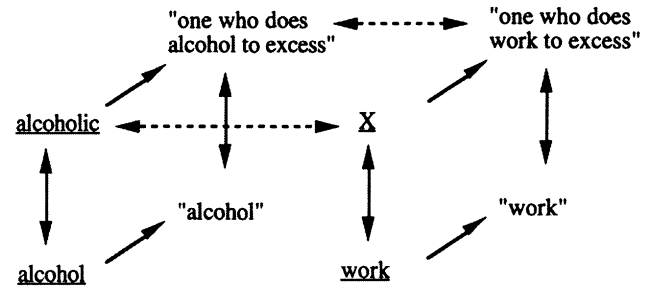 "one who does
alcohol to excess"
"one who does
work to excess"
alcoholic
X
"alcohol"
"work"
alcohol
work